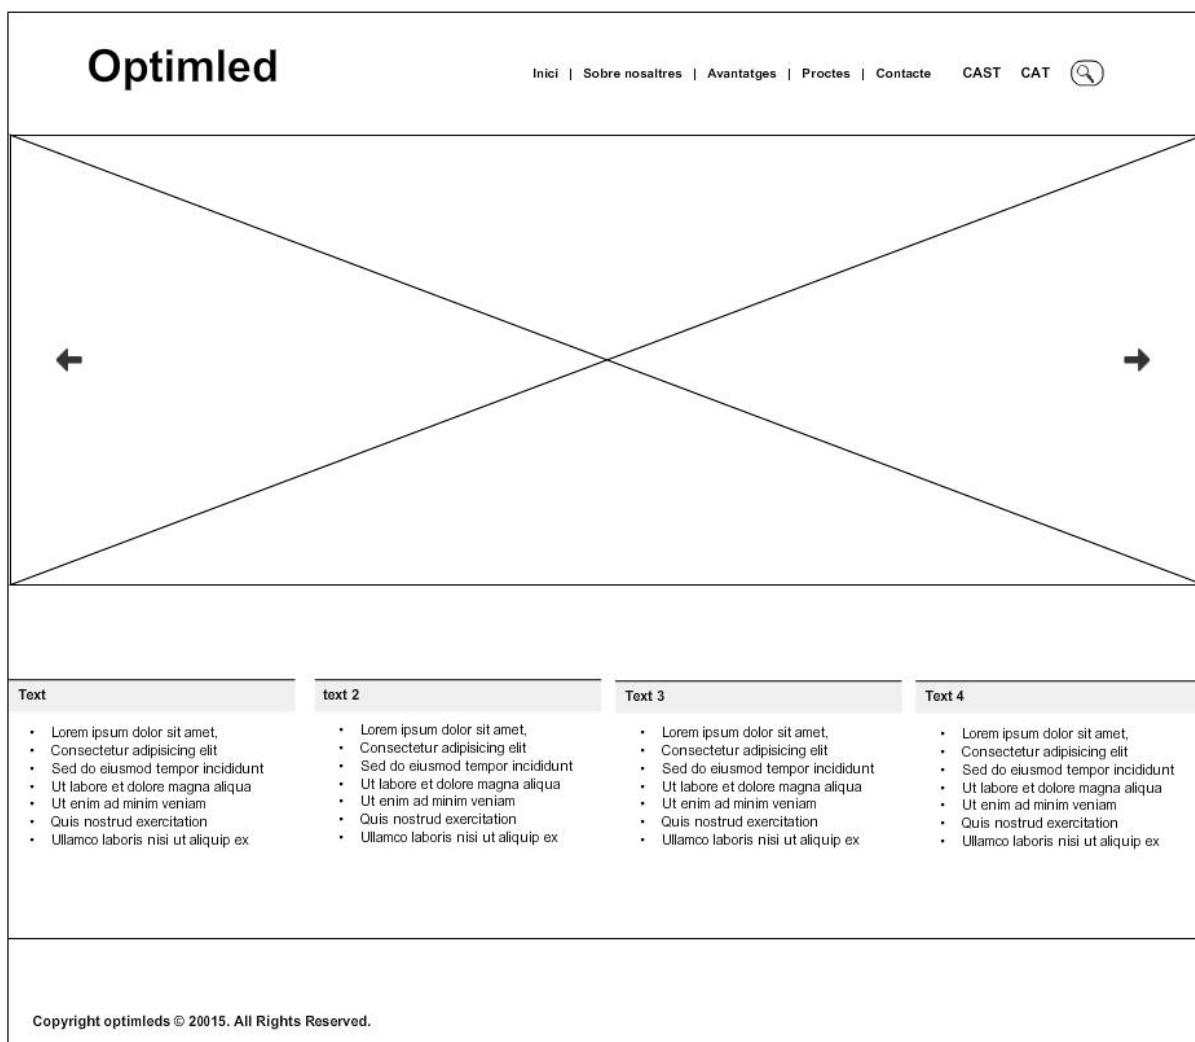 Optimled
Inici | Sobre nosaltres | Avantatges | Proctes | Contacte CAST CAT
Text
• Lorem ipsum dolor sit amet,
• Consectetur adipisicing elit
• Sed do eiusmod tempor incididunt
• Ut labore et dolore magna aliqua
• Ut enim ad minim veniam
• Quis nostrud exercitation
• Ullamco laboris nisi ut aliquip ex
text 2
• Lorem ipsum dolor sit amet,
• Consectetur adipisicing elit
• Sed do eiusmod tempor incididunt
• Ut labore et dolore magna aliqua
• Ut enim ad minim veniam
• Quis nostrud exercitation
• Ullamco laboris nisi ut aliquip ex
Text 3
• Lorem ipsum dolor sit amet,
• Consectetur adipisicing elit
• Sed do eiusmod tempor incididunt
• Ut labore et dolore magna aliqua
• Ut enim ad minim veniam
• Quis nostrud exercitation
• Ullamco laboris nisi ut aliquip ex
Text 4
• Lorem ipsum dolor sit amet,
• Consectetur adipisicing elit
• Sed do eiusmod tempor incididunt
• Ut labore et dolore magna aliqua
• Ut enim ad minim veniam
• Quis nostrud exercitation
• Ullamco laboris nisi ut aliquip ex
Copyright optimleds © 20015. All Rights Reserved.